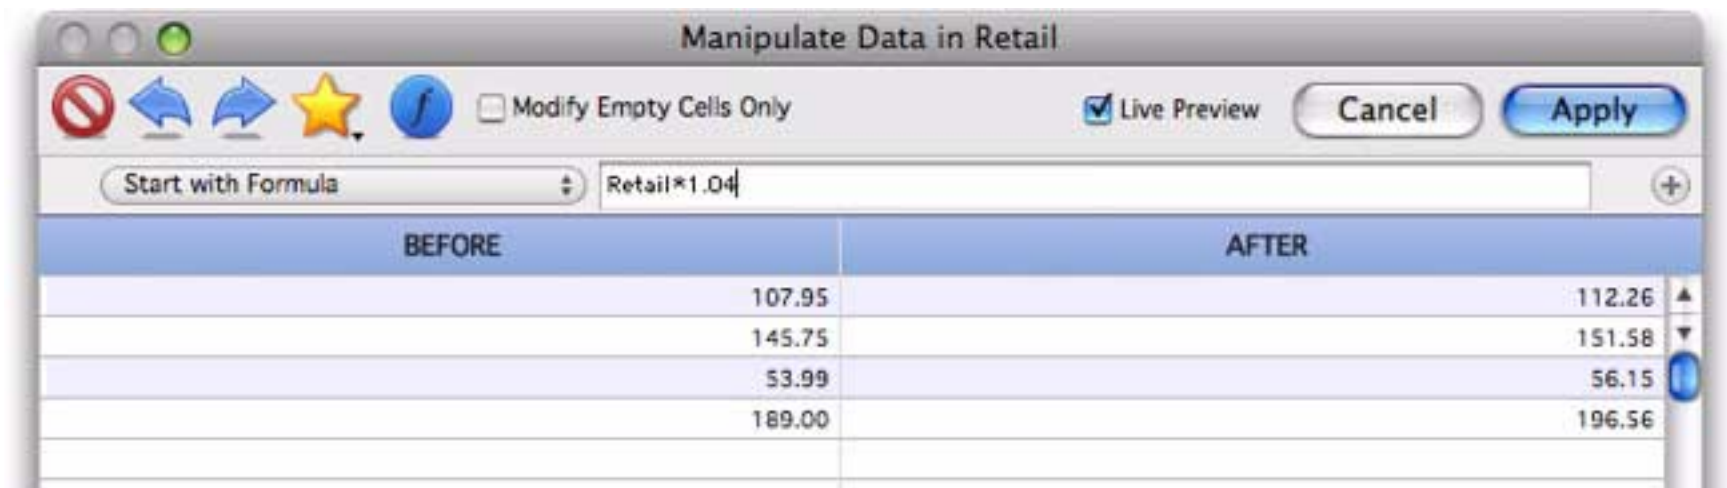 Manipulate Data in Retail
f Modify Empty Cells Only Live Preview Cancel Apply
Start with Formula Retail*1.04
BEFORE AFTER
107.95 112.26
145.75 151.58
53.99 56.15
189.00 196.56